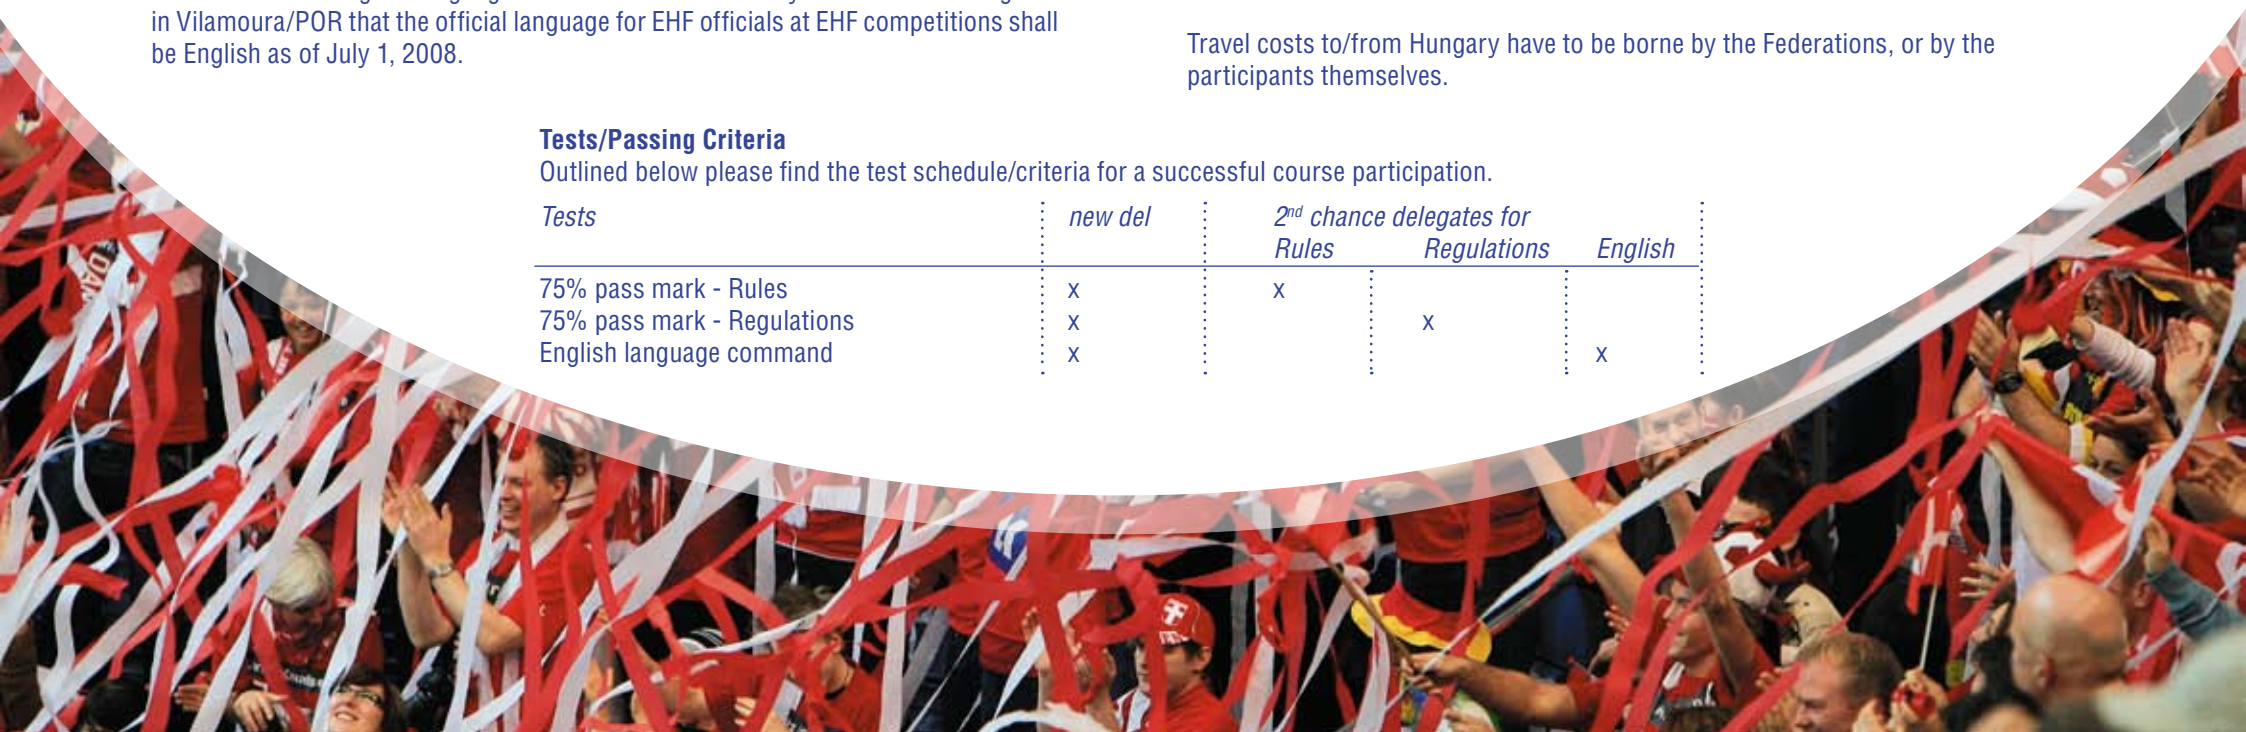 in Vilamoura/POR that the official language for EHF officials at EHF competitions shall
be English as of July 1, 2008.
Travel costs to/from Hungary have to be borne by the Federations, or by the
participants themselves.
Tests/Passing Criteria
Outlined below please find the test schedule/criteria for a successful course participation.
Tests new del 2nd chance delegates for
Rules Regulations English
75% pass mark - Rules x x
75% pass mark - Regulations x x
English language command x x